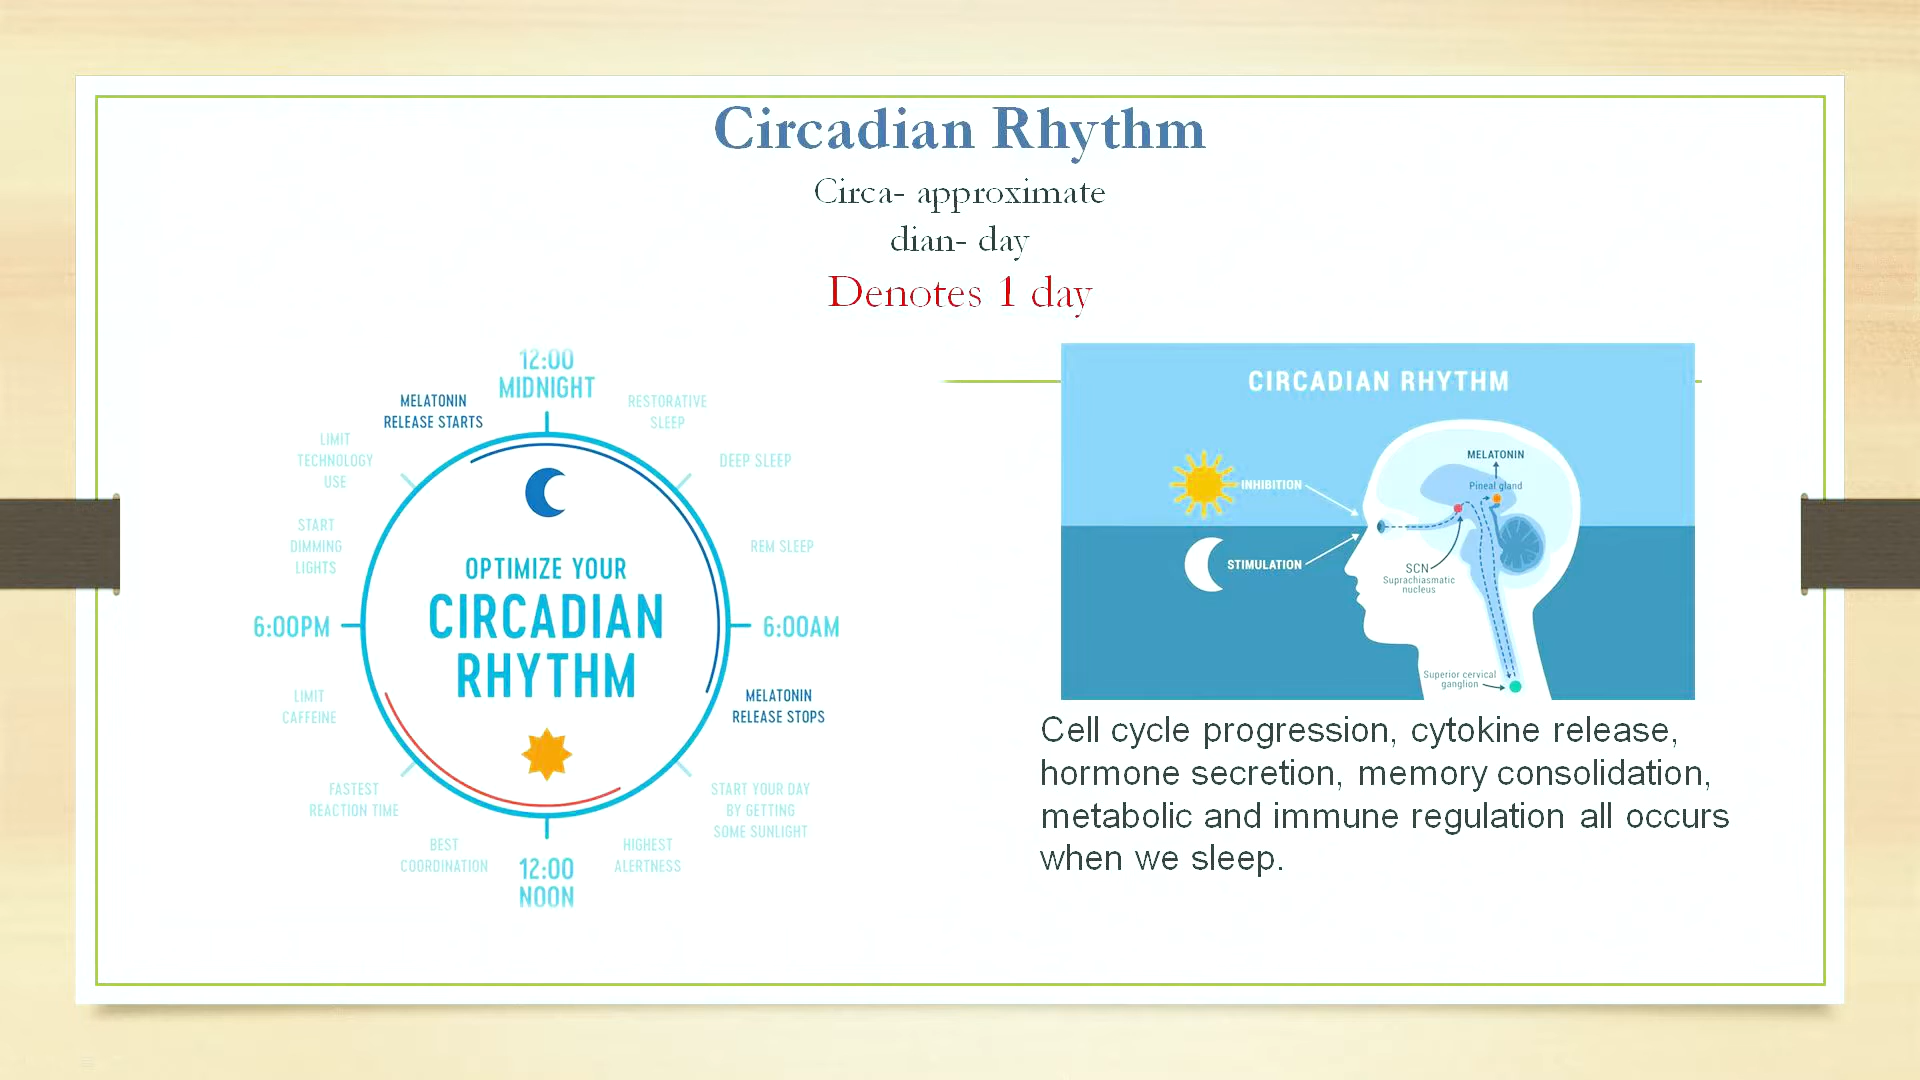 Circadian Rhythm
Circa- approximate
dian- day
Denotes 1 day
12:00
MIDNIGHT
MELATONIN
RELEASE STARTS
RESTORATIVE
SLEEP
LIMIT
TECHNOLOGY
USE
DEEP SLEEP
START
DIMMING
LIGHTS
REM SLEEP
OPTIMIZE YOUR
CIRCADIAN
RHYTHM
6:00PM
6:00AM
LIMIT
CAFFEINE
MELATONIN
RELEASE STOPS
FASTEST
REACTION TIME
START YOUR DAY
BY GETTING
SOME SUNLIGHT
BEST
COORDINATION
HIGHEST
ALERTNESS
12:00
NOON
CIRCADIAN RHYTHM
MELATONIN
Pineal gland
INHIBITION
STIMULATION
SCN
Suprachiasmatic
nucleus
Superior cervical
ganglion
Cell cycle progression, cytokine release,
hormone secretion, memory consolidation,
metabolic and immune regulation all occurs
when we sleep.